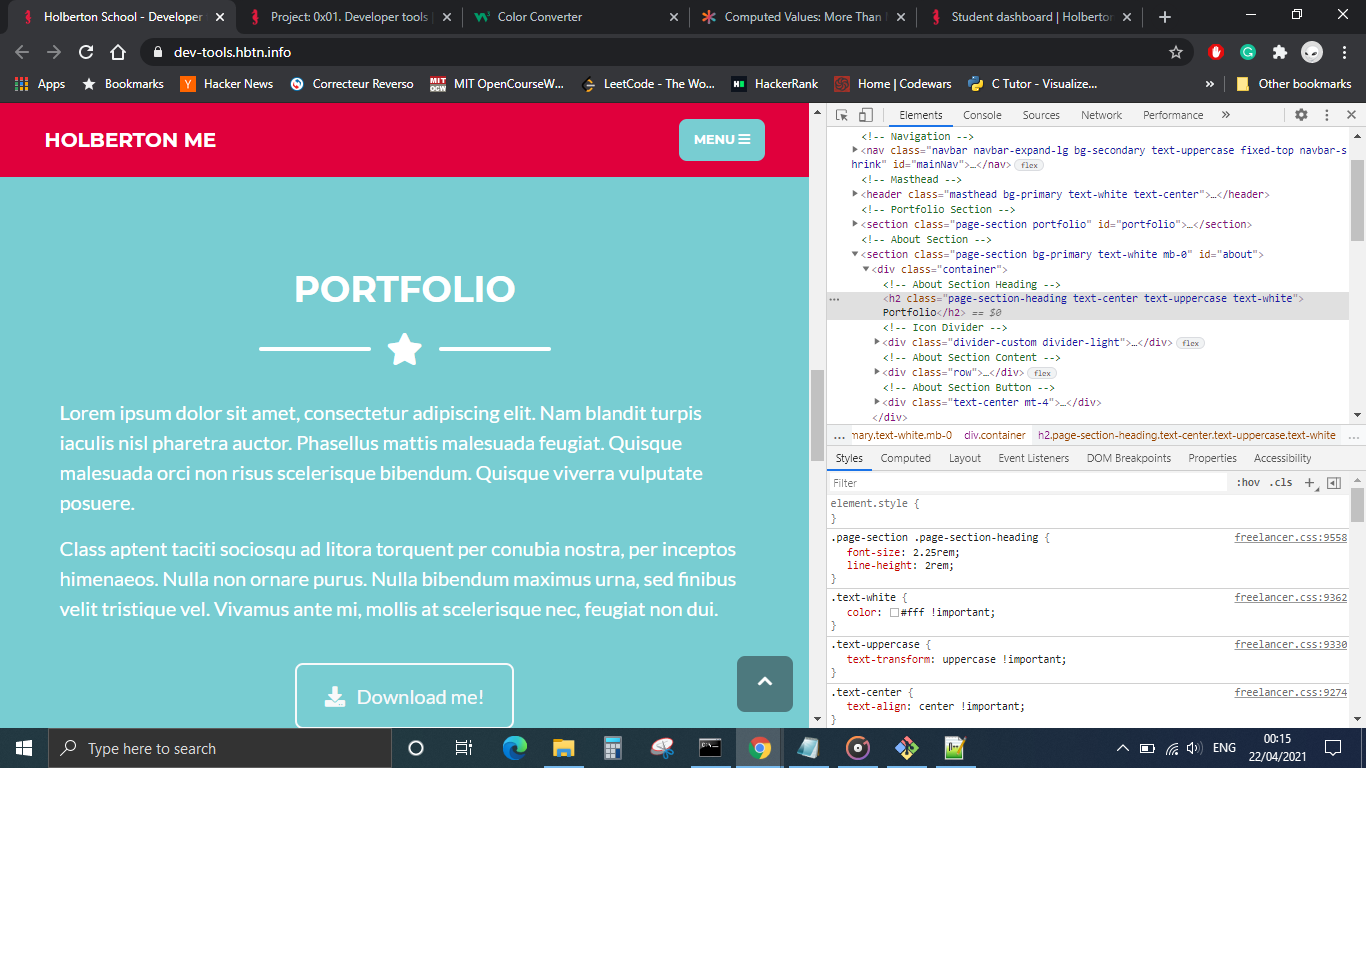 Holberton School - Developer
Project: 0x01. Developer tools
Color Converter
Computed Values: More Than
Student dashboard | Holberton
dev-tools.hbtn.info
Apps
Bookmarks
Hacker News
Correcteur Reverso
MIT OpenCourseW...
LeetCode - The Wo...
HackerRank
Home | Codewars
C Tutor - Visualize...
»
Other bookmarks
HOLBERTON ME
MENU
PORTFOLIO
Lorem ipsum dolor sit amet, consectetur adipiscing elit. Nam blandit turpis
iaculis nisl pharetra auctor. Phasellus mattis malesuada feugiat. Quisque
malesuada orci non risus scelerisque bibendum. Quisque viverra vulputate
posuere.
Class aptent taciti sociosqu ad litora torquent per conubia nostra, per inceptos
himenaeos. Nulla non ornare purus. Nulla bibendum maximus urna, sed finibus
velit tristique vel. Vivamus ante mi, mollis at scelerisque nec, feugiat non dui.
Download me!
Elements Console Sources Network Performance »
<!-- Navigation -->
<nav class="navbar navbar-expand-lg bg-secondary text-uppercase fixed-top navbar-s
hrink" id="mainNav">…</nav> flex
<!-- Masthead -->
<header class="masthead bg-primary text-white text-center">…</header>
<!-- Portfolio Section -->
<section class="page-section portfolio" id="portfolio">…</section>
<!-- About Section -->
<section class="page-section bg-primary text-white mb-0" id="about">
<div class="container">
<!-- About Section Heading -->
<h2 class="page-section-heading text-center text-uppercase text-white">
Portfolio</h2> == $0
<!-- Icon Divider -->
<div class="divider-custom divider-light">…</div> flex
<!-- About Section Content -->
<div class="row">…</div> flex
<!-- About Section Button -->
<div class="text-center mt-4">…</div>
</div>
... mary.text-white.mb-0 div.container h2.page-section-heading.text-center.text-uppercase.text-white ...
Styles Computed Layout Event Listeners DOM Breakpoints Properties Accessibility
Filter :hov .cls +
element.style {
}
.page-section .page-section-heading { freelancer.css:9558
font-size: 2.25rem;
line-height: 2rem;
}
.text-white { freelancer.css:9362
color: #fff !important;
}
.text-uppercase { freelancer.css:9330
text-transform: uppercase !important;
}
.text-center { freelancer.css:9274
text-align: center !important;
}
Type here to search
ENG
00:15
22/04/2021